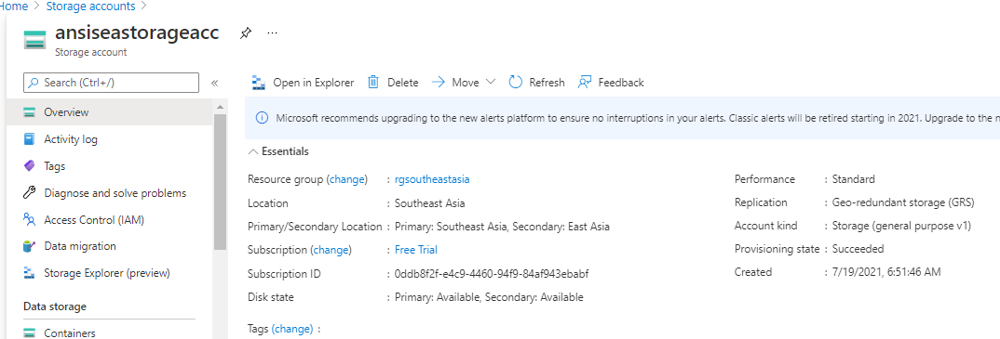 Home > Storage accounts >
ansiseastorageacc ...
Storage account
Search (Ctrl+/) «
Overview
Activity log
Tags
Diagnose and solve problems
Access Control (IAM)
Data migration
Storage Explorer (preview)
Data storage
Containers
Open in Explorer Delete Move Refresh Feedback
Microsoft recommends upgrading to the new alerts platform to ensure no interruptions in your alerts. Classic alerts will be retired starting in 2021. Upgrade to the n
Essentials
Resource group (change) : rgsoutheastasia
Location : Southeast Asia
Primary/Secondary Location : Primary: Southeast Asia, Secondary: East Asia
Subscription (change) : Free Trial
Subscription ID : 0ddb8f2f-e4c9-4460-94f9-84af943ebabf
Disk state : Primary: Available, Secondary: Available
Tags (change) :
Performance : Standard
Replication : Geo-redundant storage (GRS)
Account kind : Storage (general purpose v1)
Provisioning state : Succeeded
Created : 7/19/2021, 6:51:46 AM